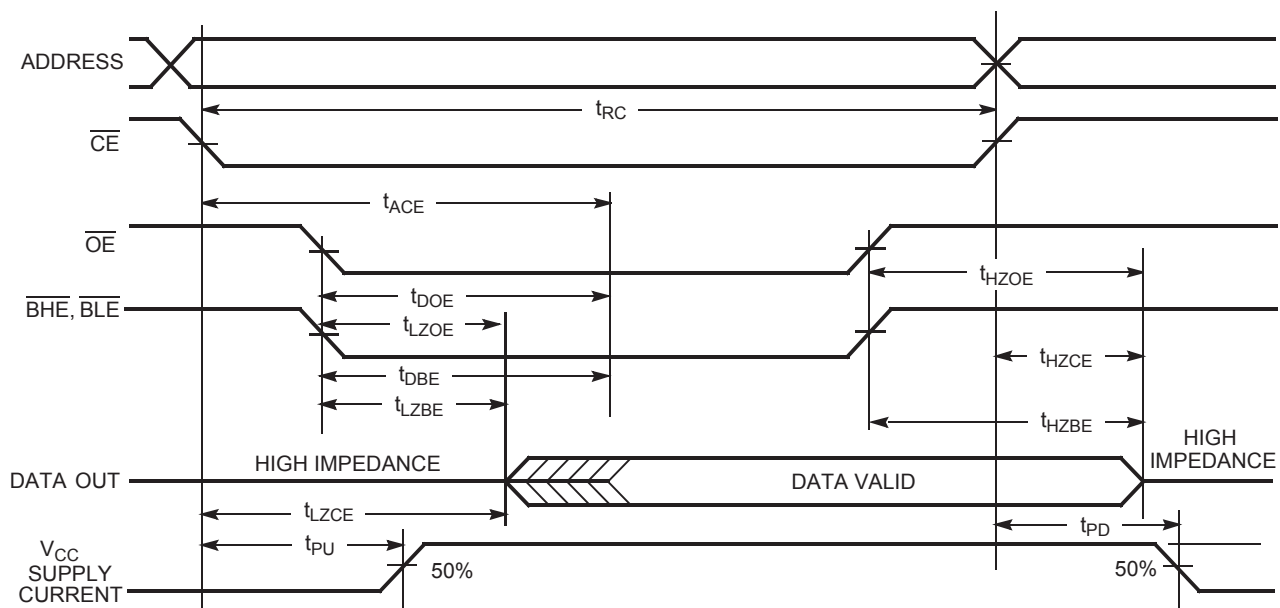 ADDRESS
tRC
CE
tACE
OE
tHZOE
tDOE
BHE, BLE
tLZOE
tHZCE
tDBE
tLZBE
tHZBE
HIGH
IMPEDANCE
HIGH IMPEDANCE
DATA OUT
DATA VALID
tLZCE
tPD
tPU
VCC
SUPPLY
CURRENT
50%
50%